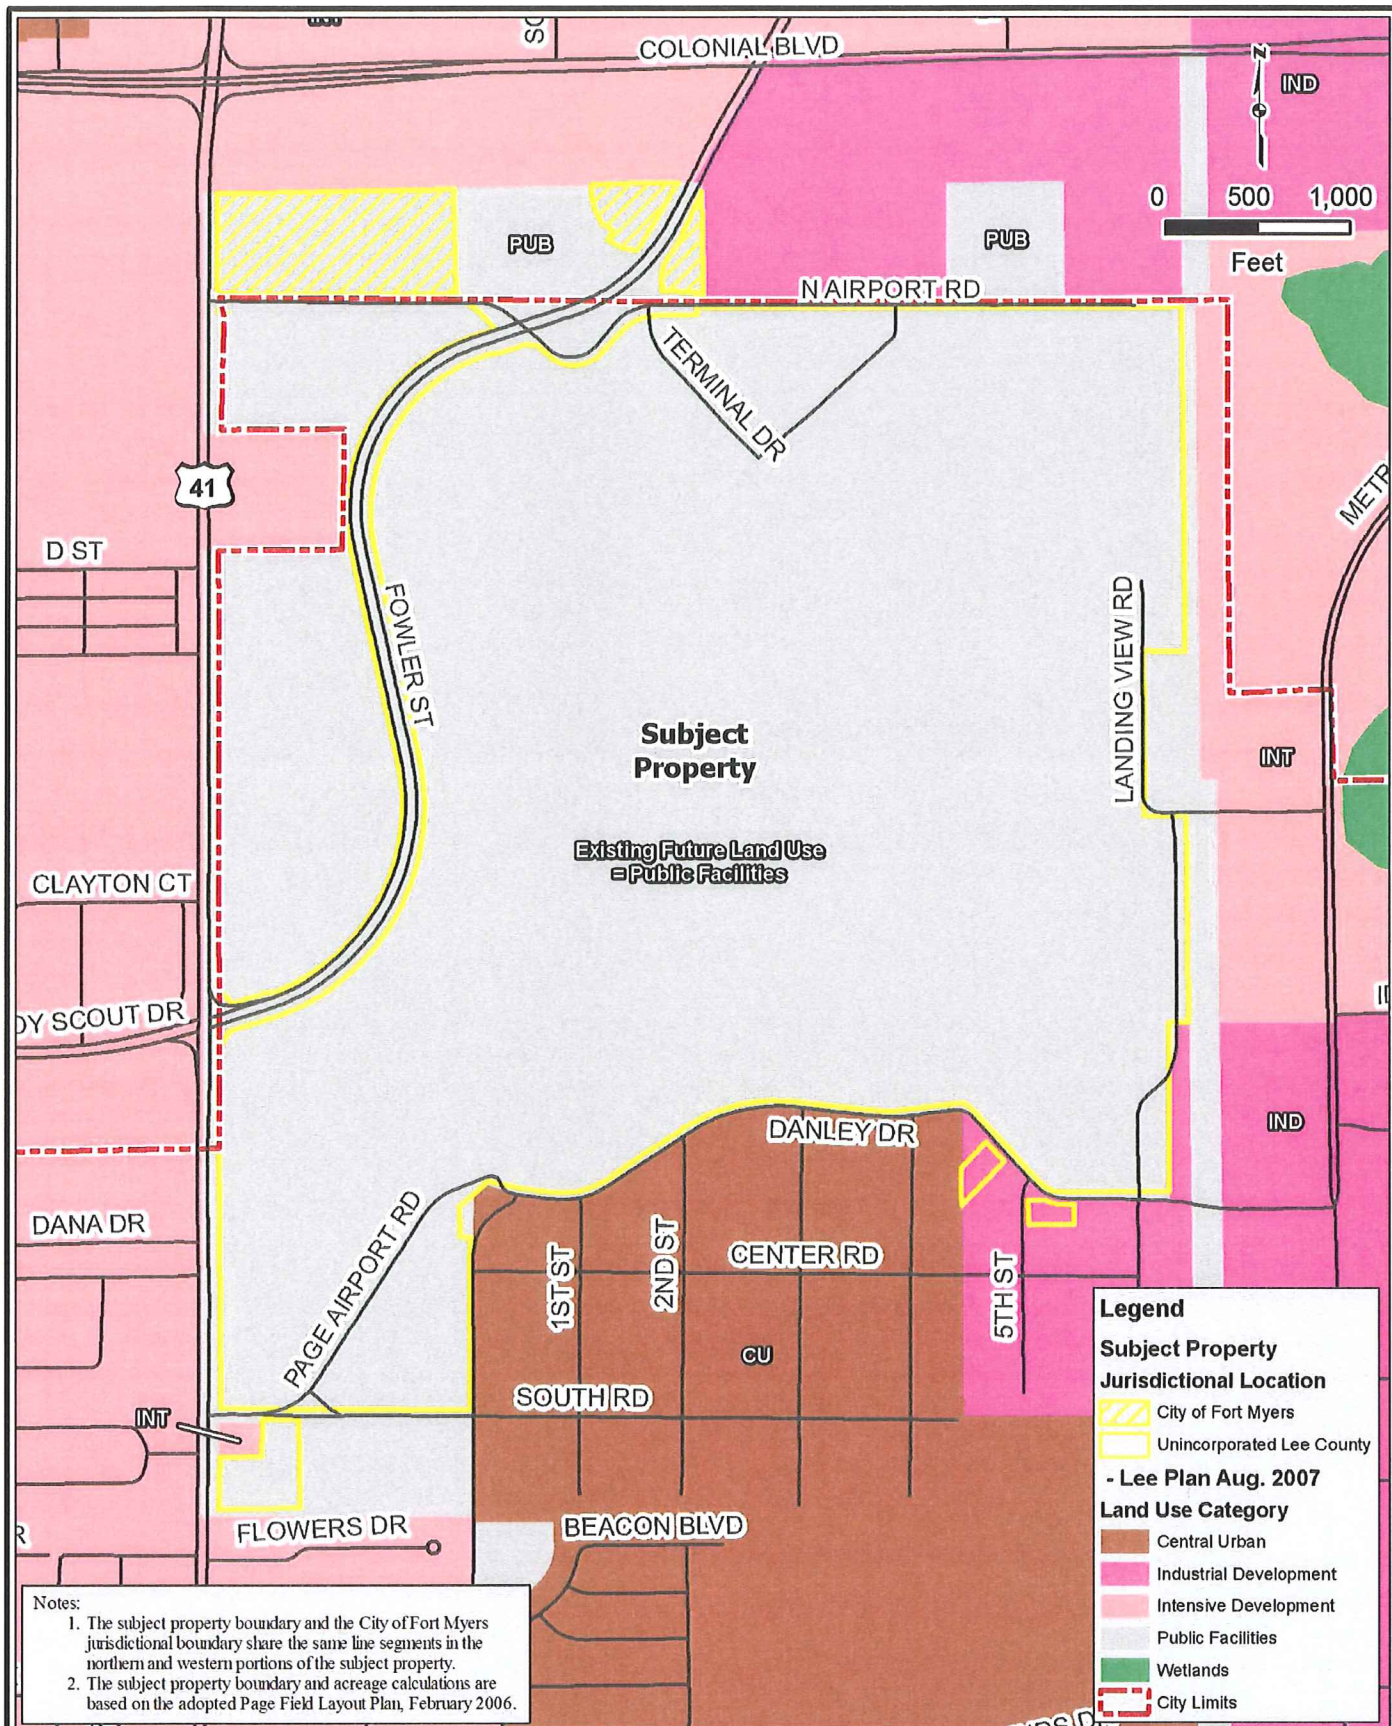 INT
COLONIAL BLVD
N
IND
0 500 1,000
Feet
PUB
PUB
N AIRPORT RD
TERMINAL DR
41
D ST
FOWLER ST
LANDING VIEW RD
Subject
Property
INT
Existing Future Land Use
= Public Facilities
CLAYTON CT
OY SCOUT DR
DANLEY DR
IND
DANA DR
PAGE AIRPORT RD
1ST ST
2ND ST
CENTER RD
5TH ST
CU
SOUTH RD
INT
FLOWERS DR
BEACON BLVD
Legend
Subject Property
Jurisdictional Location
City of Fort Myers
Unincorporated Lee County
- Lee Plan Aug. 2007
Land Use Category
Central Urban
Industrial Development
Intensive Development
Public Facilities
Wetlands
City Limits
Notes:
1. The subject property boundary and the City of Fort Myers
jurisdictional boundary share the same line segments in the
northern and western portions of the subject property.
2. The subject property boundary and acreage calculations are
based on the adopted Page Field Layout Plan, February 2006.